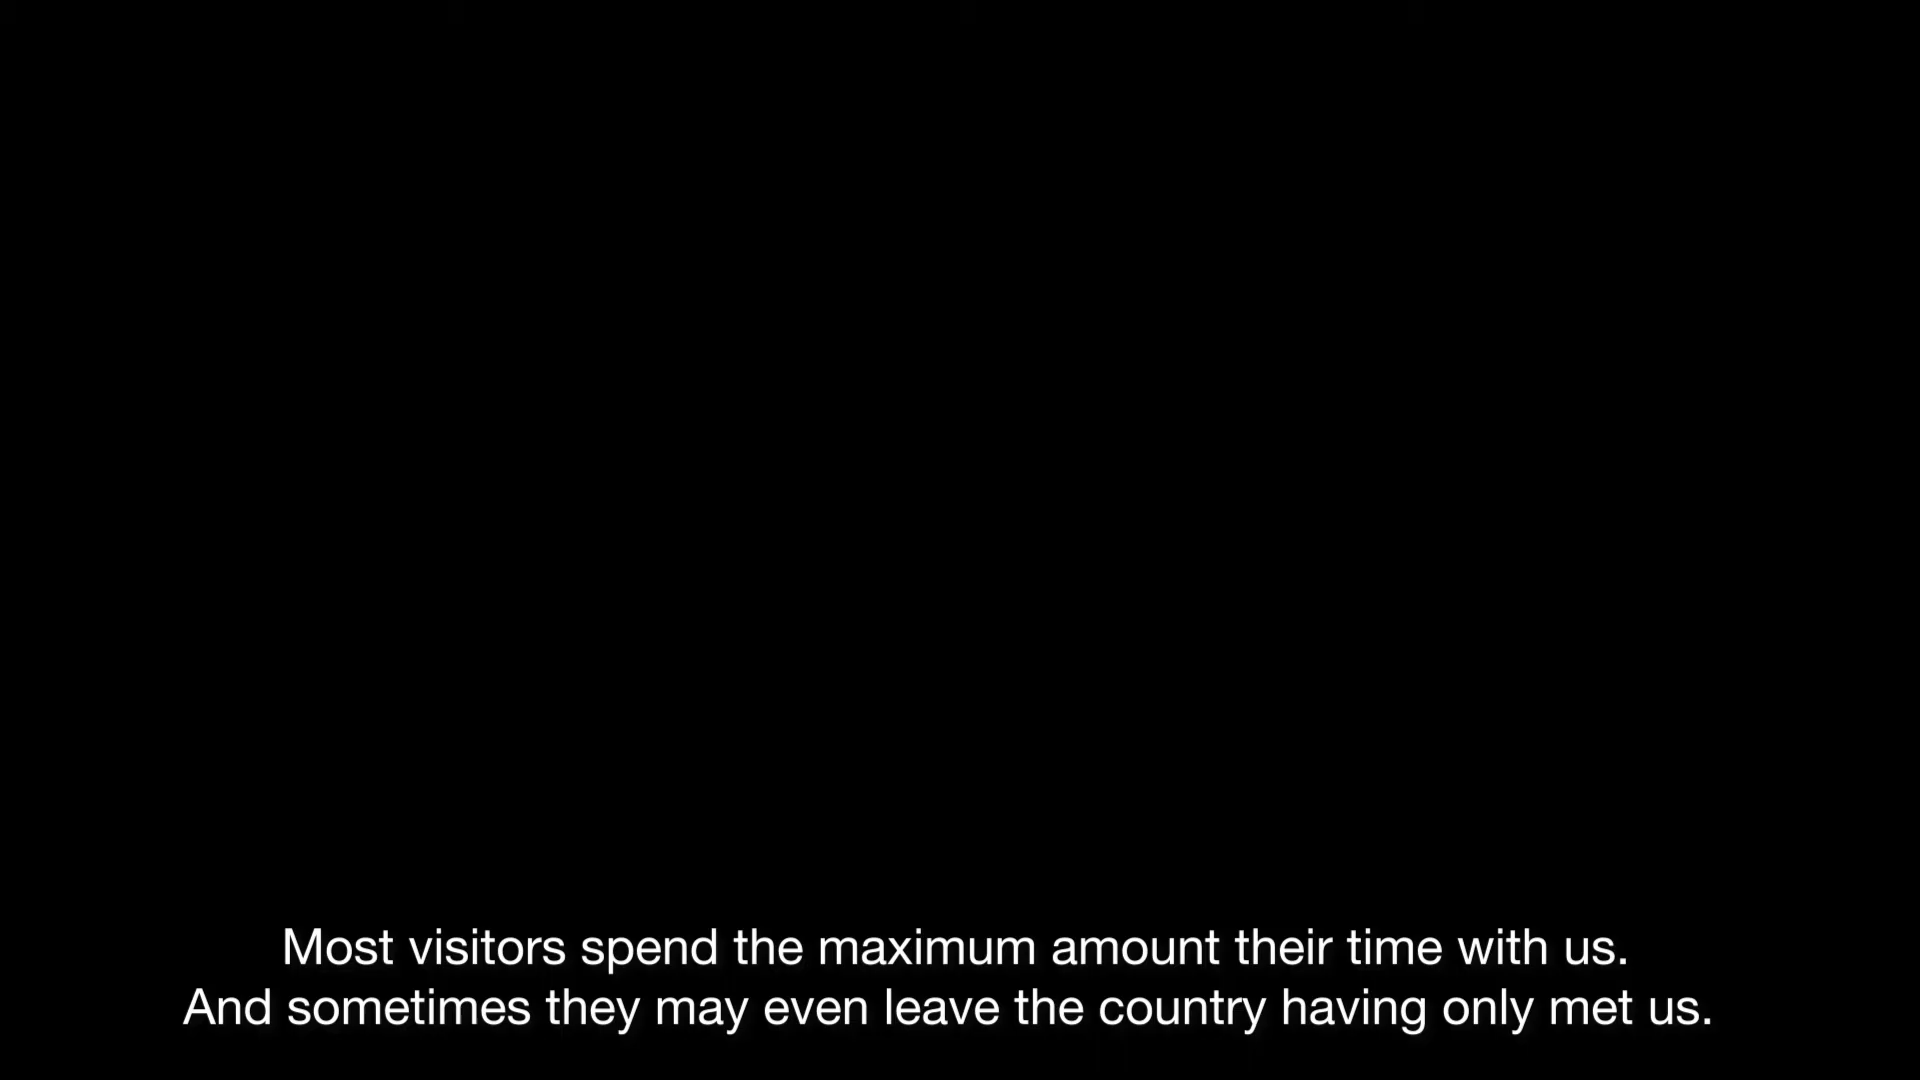 Most visitors spend the maximum amount their time with us.
And sometimes they may even leave the country having only met us.